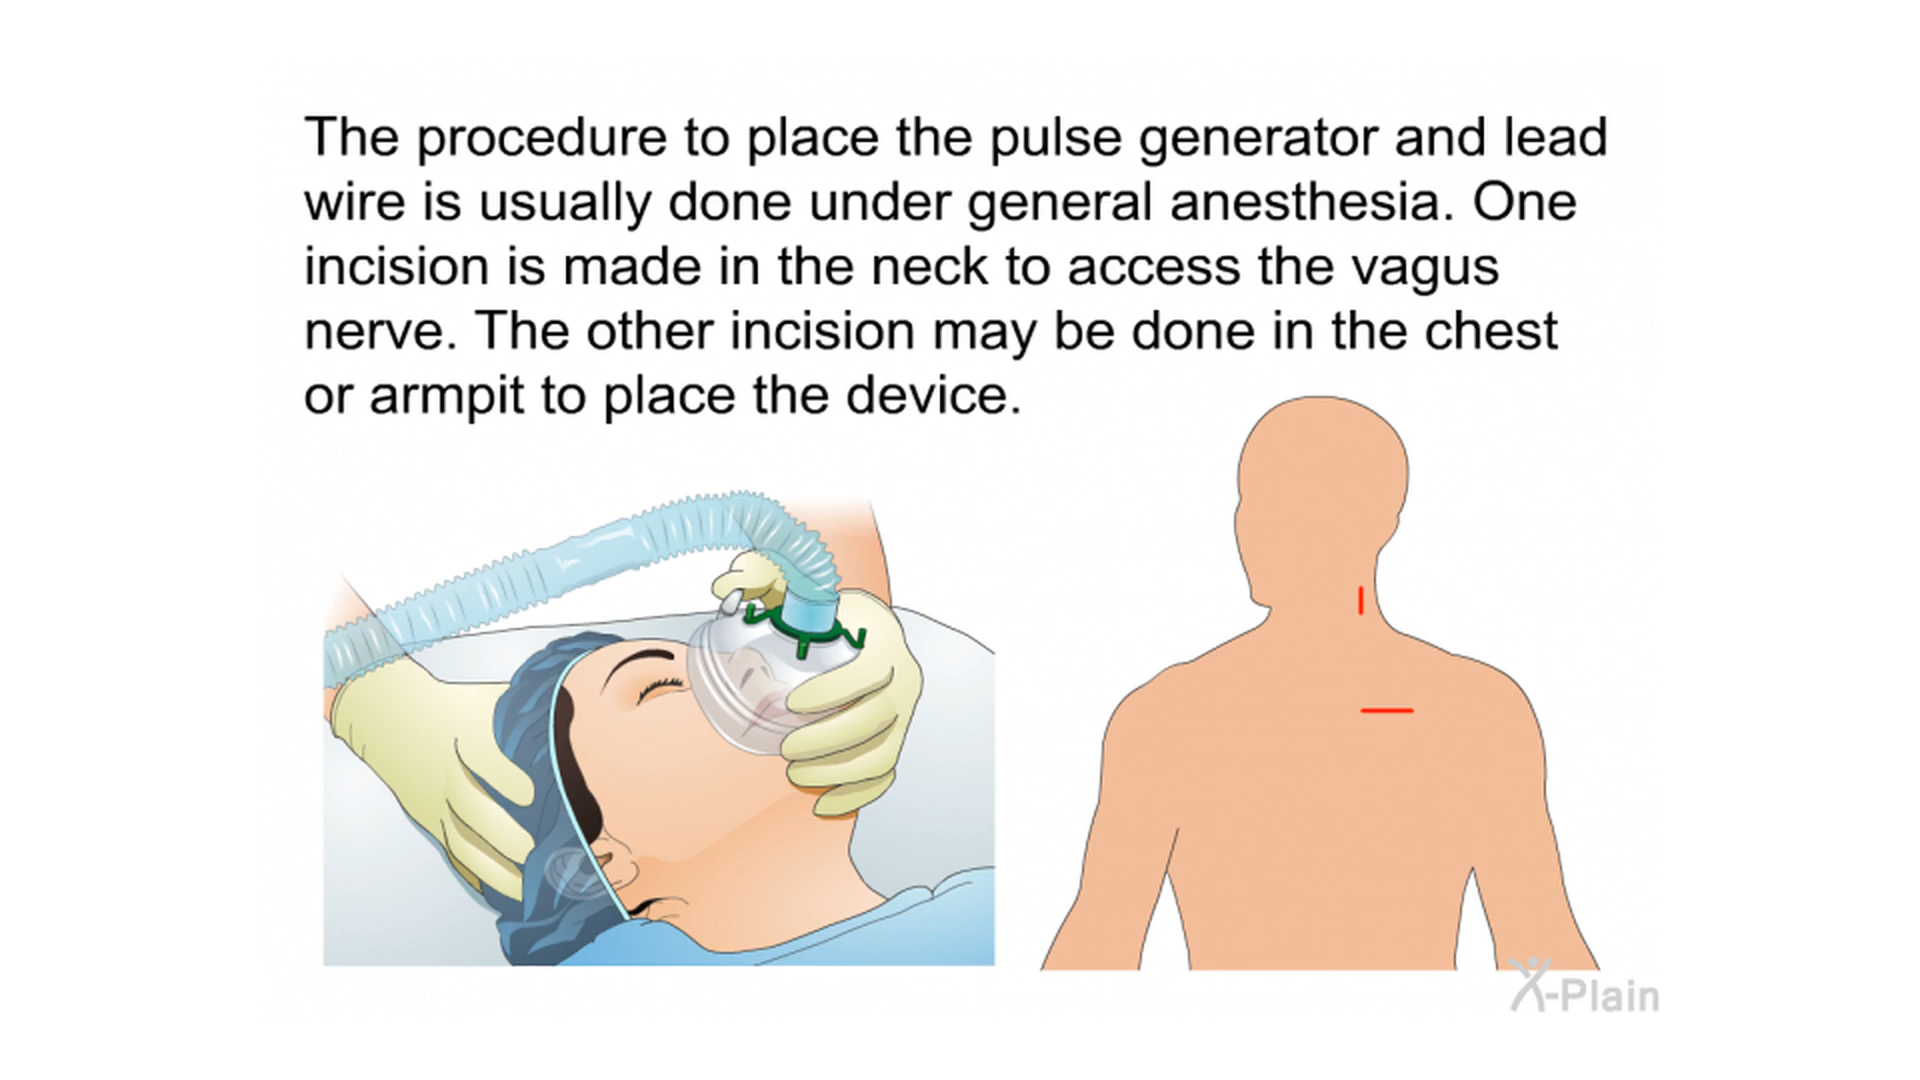 The procedure to place the pulse generator and lead
wire is usually done under general anesthesia. One
incision is made in the neck to access the vagus
nerve. The other incision may be done in the chest
or armpit to place the device.
X-Plain